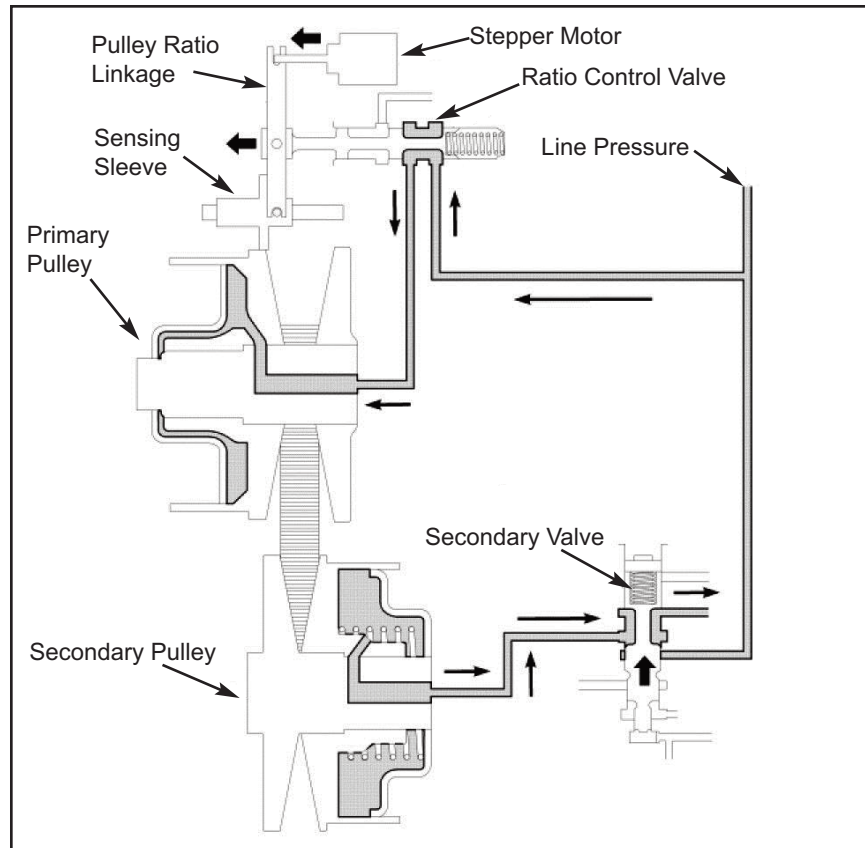 Pulley Ratio
Linkage
Stepper Motor
Ratio Control Valve
Sensing
Sleeve
Line Pressure
Primary
Pulley
Secondary Valve
Secondary Pulley